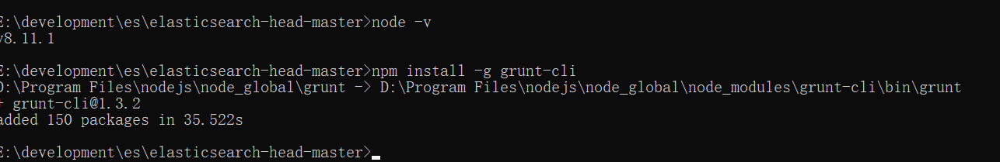 E:\development\es\elasticsearch-head-master>node -v
v8.11.1
E:\development\es\elasticsearch-head-master>npm install -g grunt-cli
D:\Program Files\nodejs\node_global\grunt -> D:\Program Files\nodejs\node_global\node_modules\grunt-cli\bin\grunt
+ grunt-cli@1.3.2
added 150 packages in 35.522s
E:\development\es\elasticsearch-head-master>